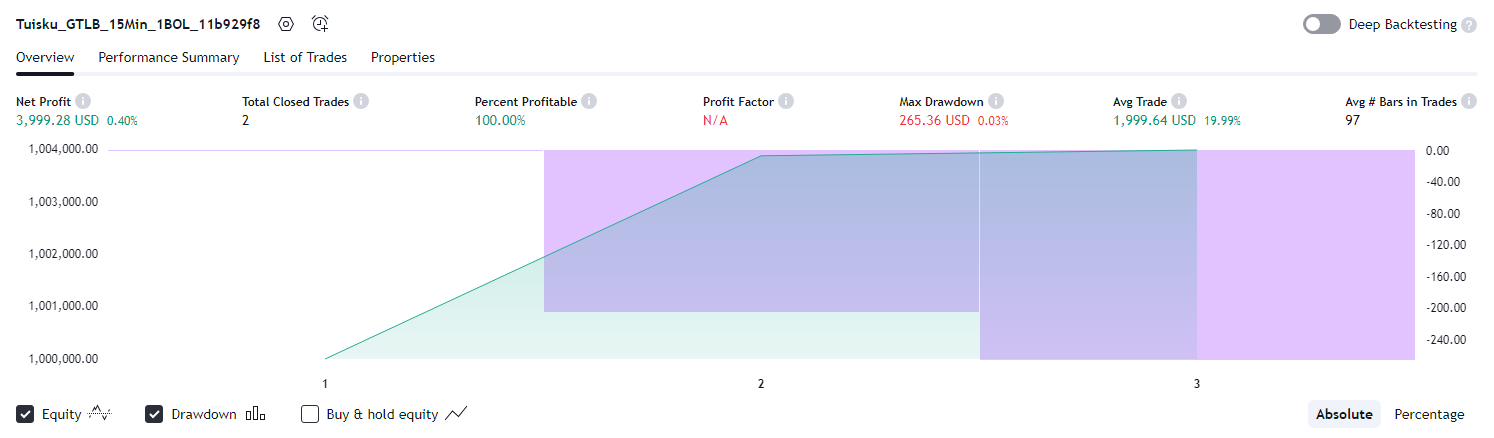 Tuisku_GTLB_15Min_1BOL_11b929f8 Deep Backtesting ?
Overview Performance Summary List of Trades Properties
Net Profit Total Closed Trades Percent Profitable Profit Factor Max Drawdown Avg Trade Avg # Bars in Trades
3,999.28 USD 0.40% 2 100.00% N/A 265.36 USD 0.03% 1,999.64 USD 19.99% 97
1,004,000.00 0.00
-40.00
1,003,000.00 -80.00
-120.00
1,002,000.00
-160.00
1,001,000.00 -200.00
-240.00
1,000,000.00
1 2 3
Equity Drawdown Buy & hold equity Absolute Percentage